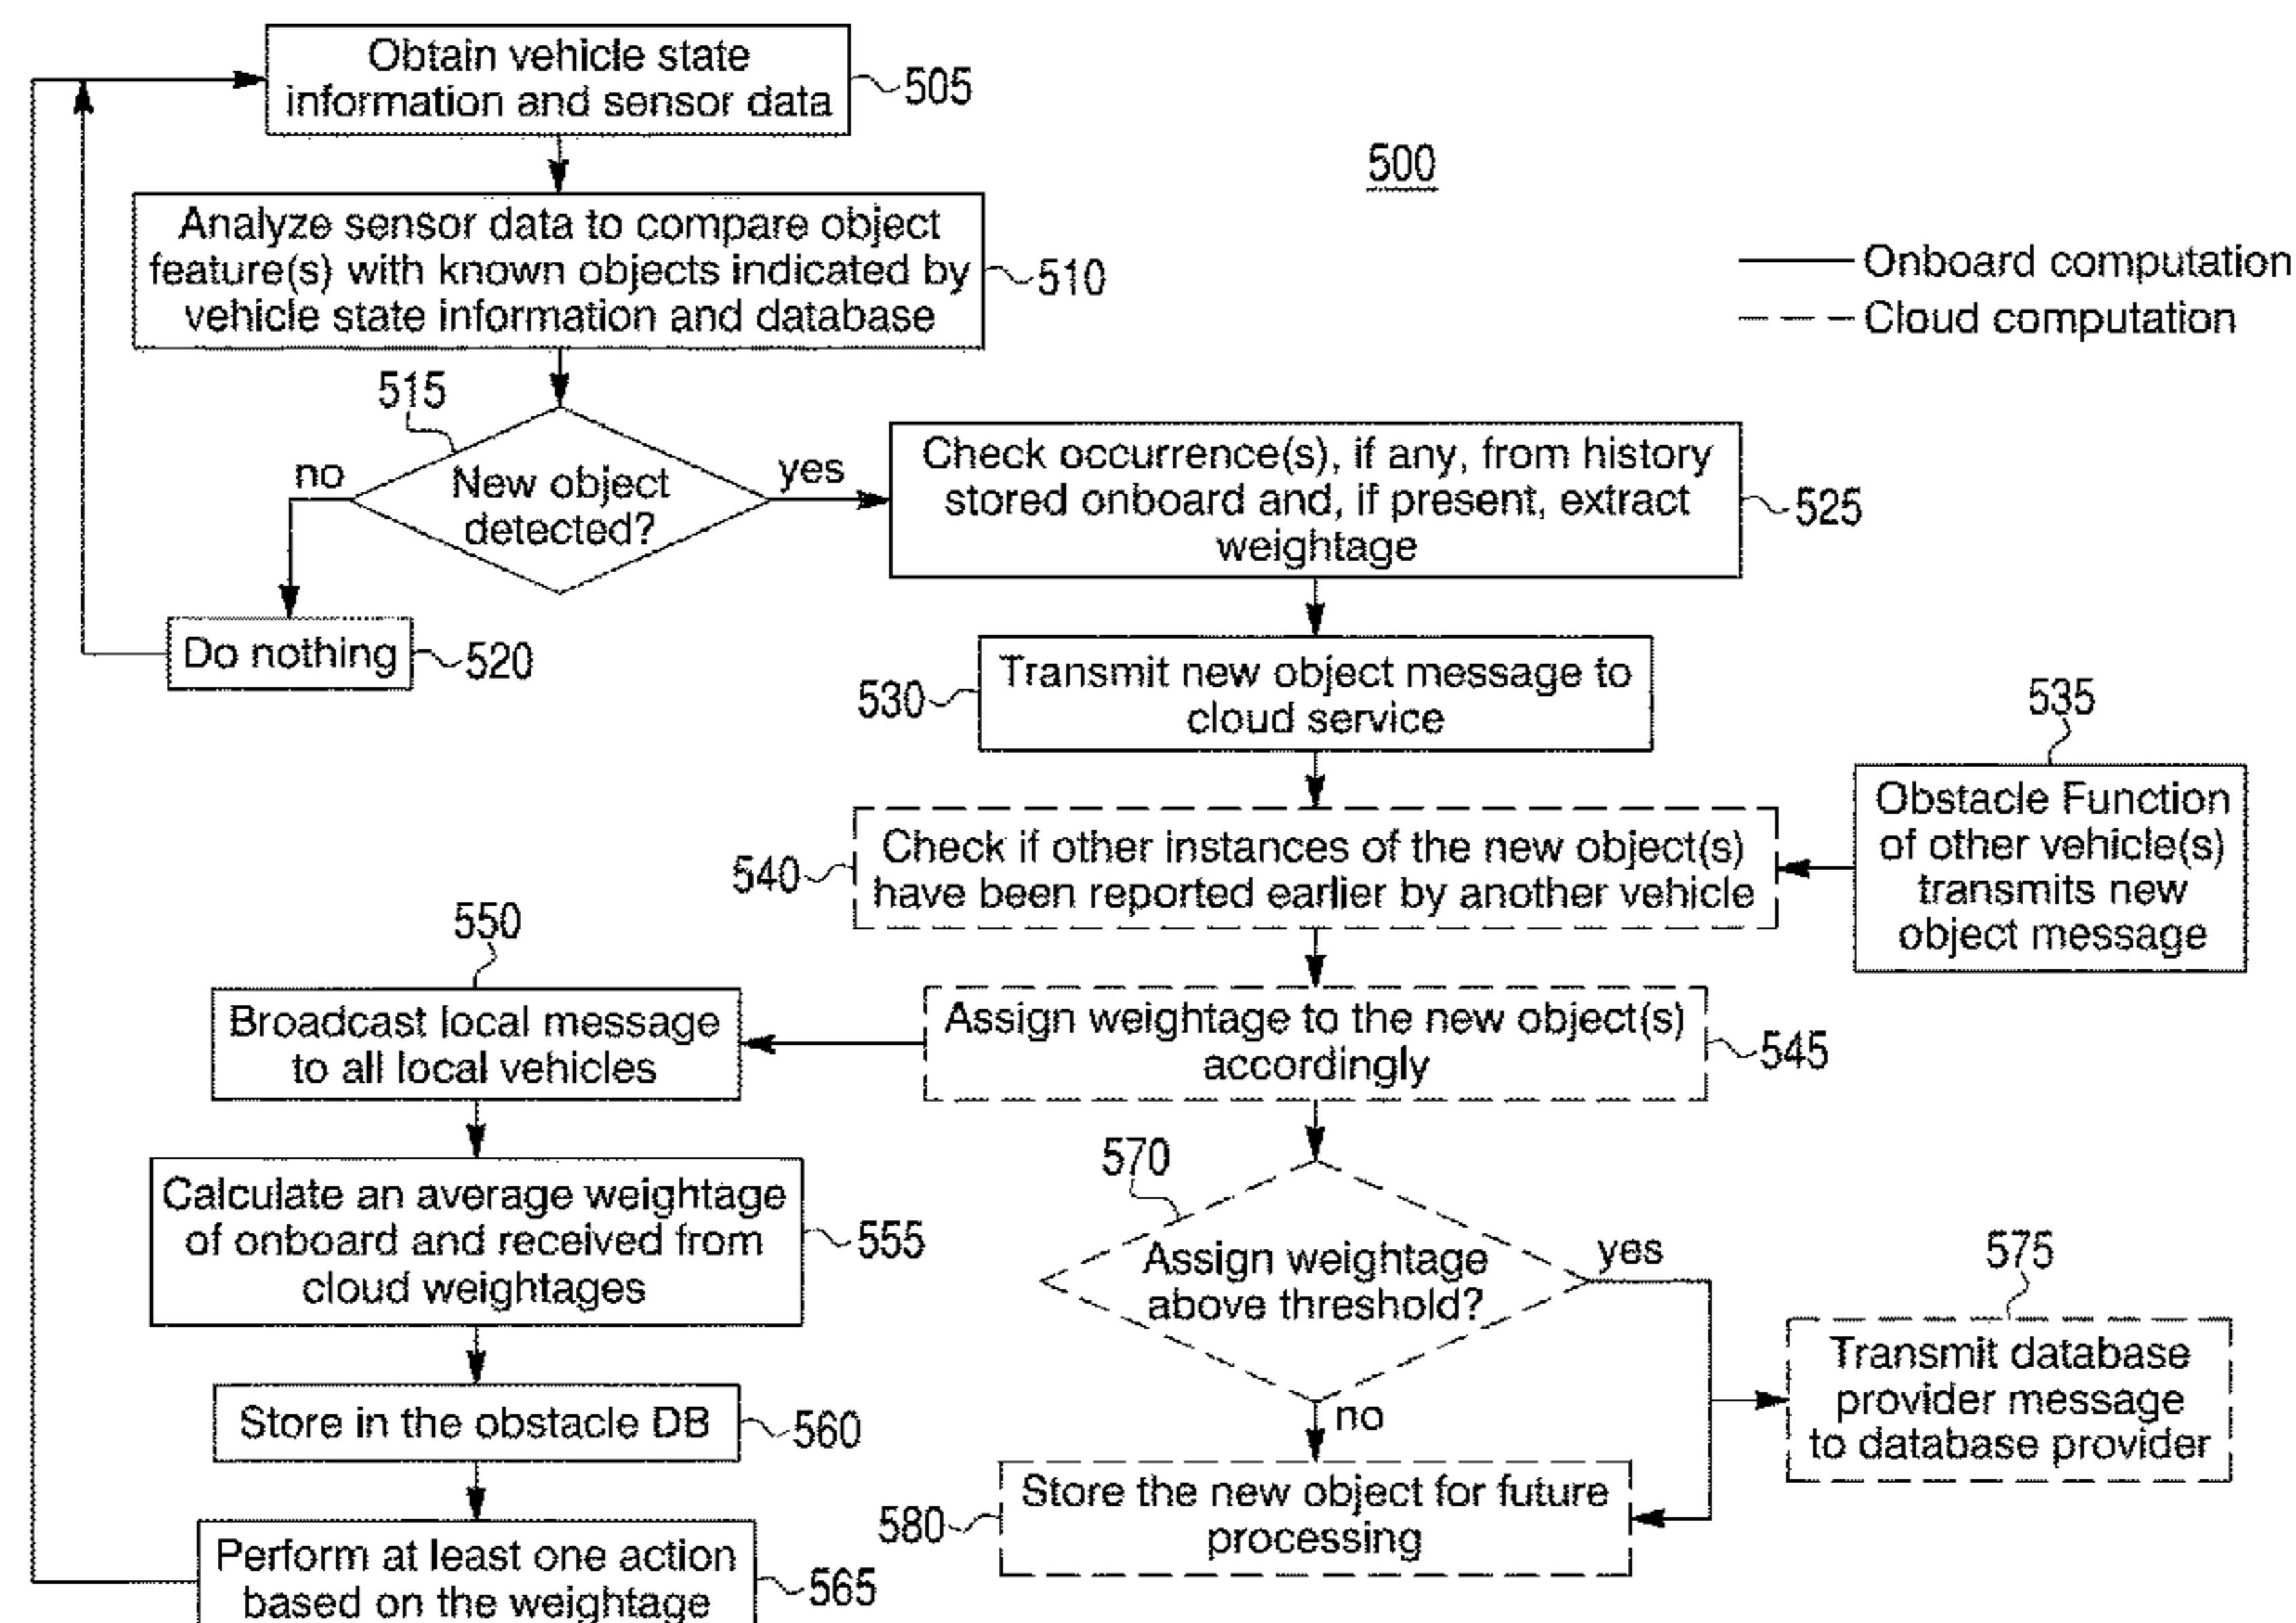 Obtain vehicle state
information and sensor data
505
500
Analyze sensor data to compare object
feature(s) with known objects indicated by
vehicle state information and database
510
Onboard computation
Cloud computation
515
New object
detected?
no
yes
Check occurrence(s), if any, from history
stored onboard and, if present, extract
weightage
525
Do nothing
520
Transmit new object message to
cloud service
530
535
Obstacle Function
of other vehicle(s)
transmits new
object message
Check if other instances of the new object(s)
have been reported earlier by another vehicle
540
550
Broadcast local message
to all local vehicles
Assign weightage to the new object(s)
accordingly
545
Calculate an average weightage
of onboard and received from
cloud weightages
555
570
Assign weightage
above threshold?
yes
no
575
Transmit database
provider message
to database provider
Store in the obstacle DB
560
Store the new object for future
processing
580
Perform at least one action
based on the weightage
565